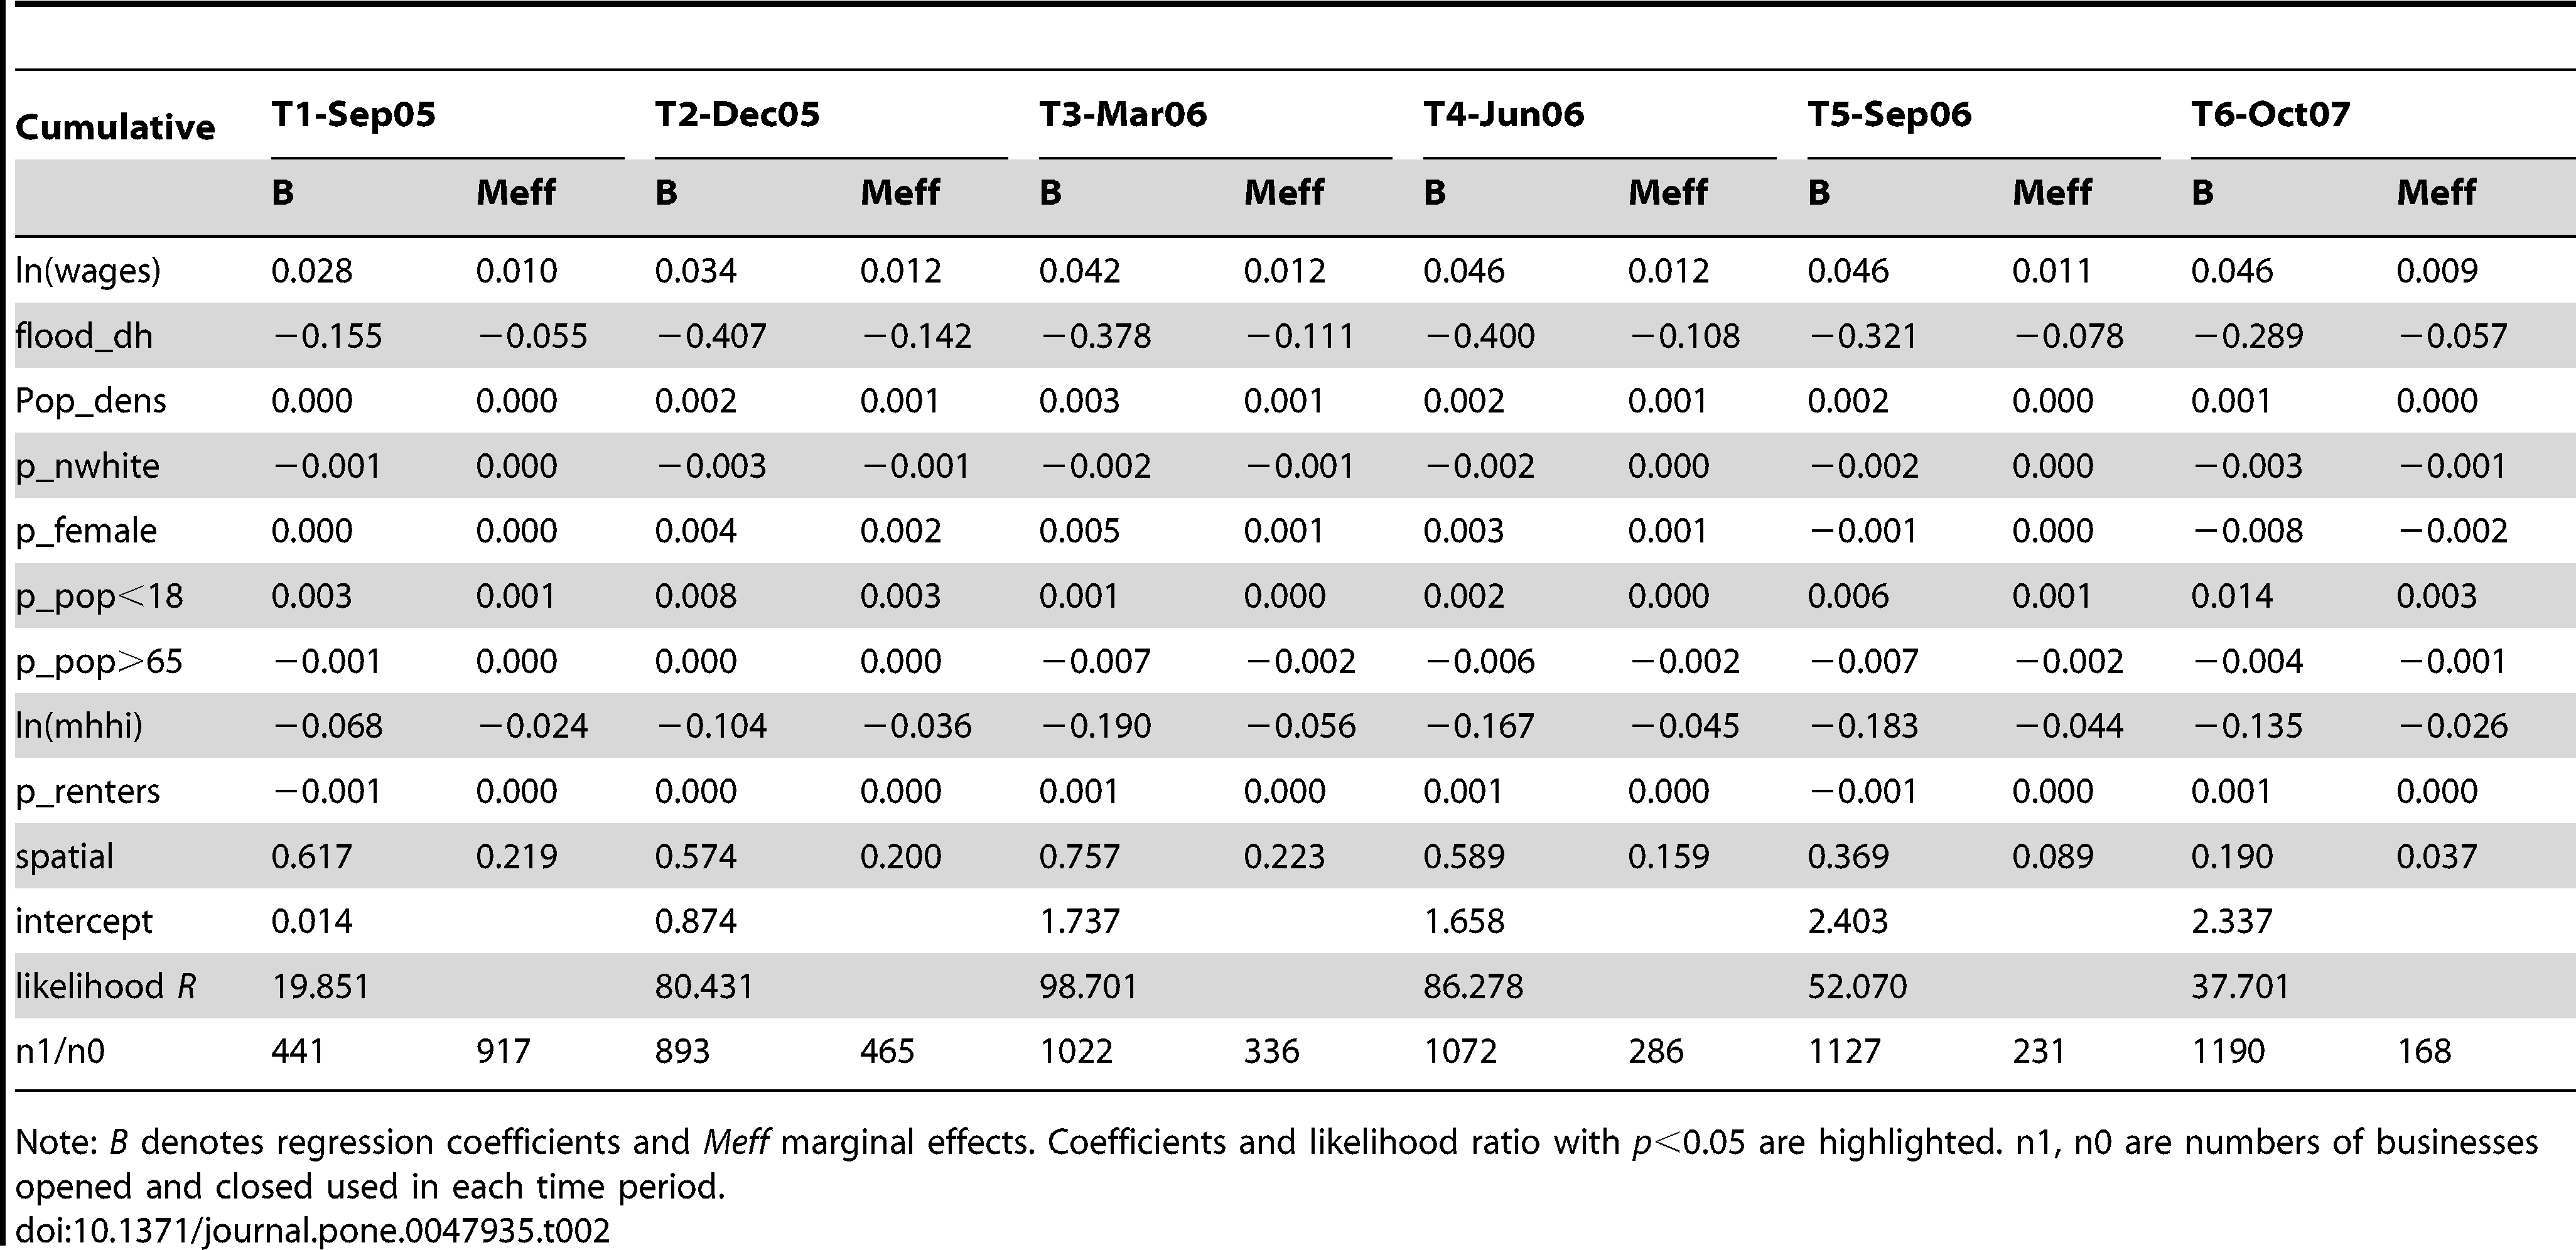 Cumulative T1-Sep05 T2-Dec05 T3-Mar06 T4-Jun06 T5-Sep06 T6-Oct07
B Meff B Meff B Meff B Meff B Meff B Meff
ln(wages) 0.028 0.010 0.034 0.012 0.042 0.012 0.046 0.012 0.046 0.011 0.046 0.009
flood_dh −0.155 −0.055 −0.407 −0.142 −0.378 −0.111 −0.400 −0.108 −0.321 −0.078 −0.289 −0.057
Pop_dens 0.000 0.000 0.002 0.001 0.003 0.001 0.002 0.001 0.002 0.000 0.001 0.000
p_nwhite −0.001 0.000 −0.003 −0.001 −0.002 −0.001 −0.002 0.000 −0.002 0.000 −0.003 −0.001
p_female 0.000 0.000 0.004 0.002 0.005 0.001 0.003 0.001 −0.001 0.000 −0.008 −0.002
p_pop<18 0.003 0.001 0.008 0.003 0.001 0.000 0.002 0.000 0.006 0.001 0.014 0.003
p_pop>65 −0.001 0.000 0.000 0.000 −0.007 −0.002 −0.006 −0.002 −0.007 −0.002 −0.004 −0.001
ln(mhhi) −0.068 −0.024 −0.104 −0.036 −0.190 −0.056 −0.167 −0.045 −0.183 −0.044 −0.135 −0.026
p_renters −0.001 0.000 0.000 0.000 0.001 0.000 0.001 0.000 −0.001 0.000 0.001 0.000
spatial 0.617 0.219 0.574 0.200 0.757 0.223 0.589 0.159 0.369 0.089 0.190 0.037
intercept 0.014 0.874 1.737 1.658 2.403 2.337
likelihood R 19.851 80.431 98.701 86.278 52.070 37.701
n1/n0 441 917 893 465 1022 336 1072 286 1127 231 1190 168
Note: B denotes regression coefficients and Meff marginal effects. Coefficients and likelihood ratio with p<0.05 are highlighted. n1, n0 are numbers of businesses
opened and closed used in each time period.
doi:10.1371/journal.pone.0047935.t002